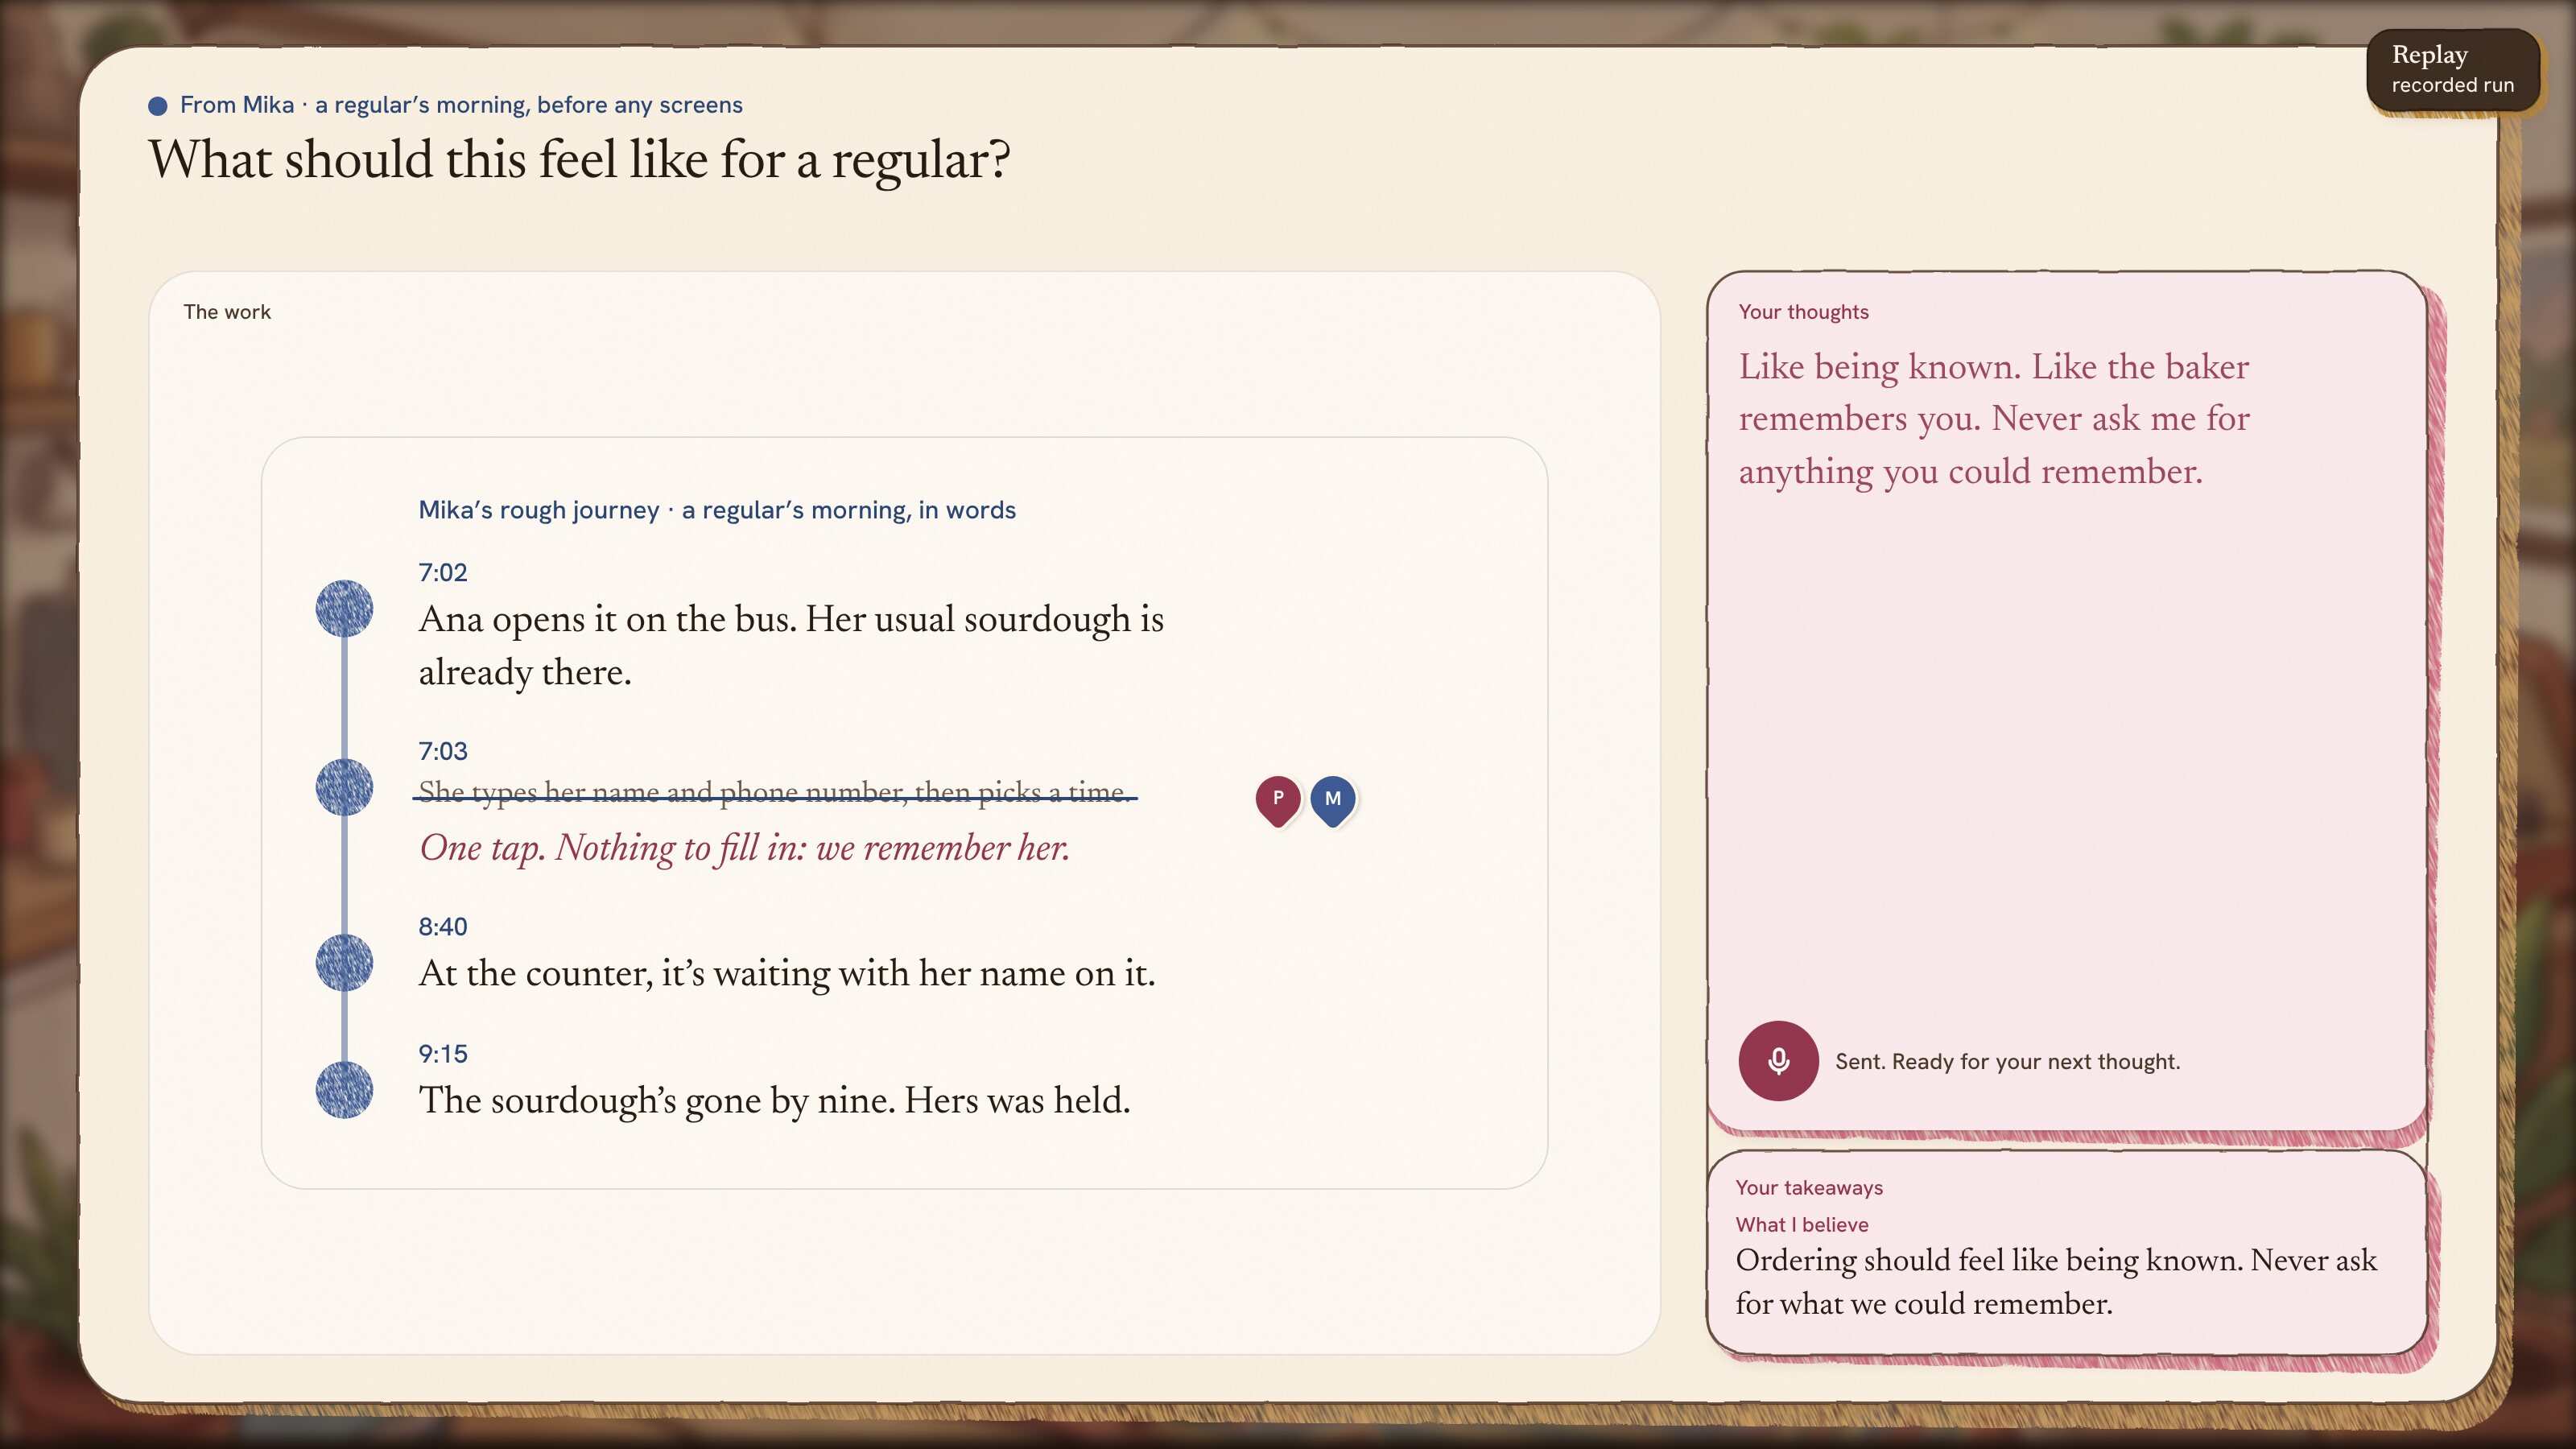 Replay
recorded run
From Mika · a regular's morning, before any screens
What should this feel like for a regular?
The work
Mika's rough journey · a regular's morning, in words
7:02
Ana opens it on the bus. Her usual sourdough is
already there.
7:03
She types her name and phone number, then picks a time.
P M
One tap. Nothing to fill in: we remember her.
8:40
At the counter, it's waiting with her name on it.
9:15
The sourdough's gone by nine. Hers was held.
Your thoughts
Like being known. Like the baker
remembers you. Never ask me for
anything you could remember.
Sent. Ready for your next thought.
Your takeaways
What I believe
Ordering should feel like being known. Never ask
for what we could remember.